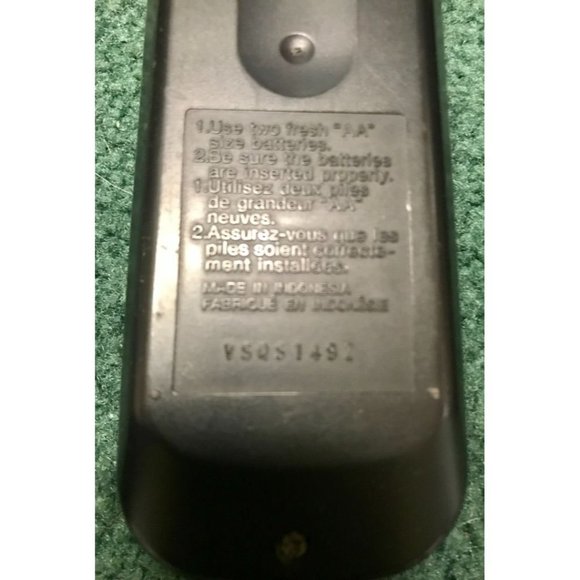 1.Use two fresh "AA"
size batteries.
2.Be sure the batteries
are inserted properly.
1.Utilisez deux piles
de grandeur "AA"
neuves.
2.Assurez-vous que les
piles soient correcte-
ment installées.
MADE IN INDONESIA
FABRIQUÉ EN INDONÉSIE
VSQS1492